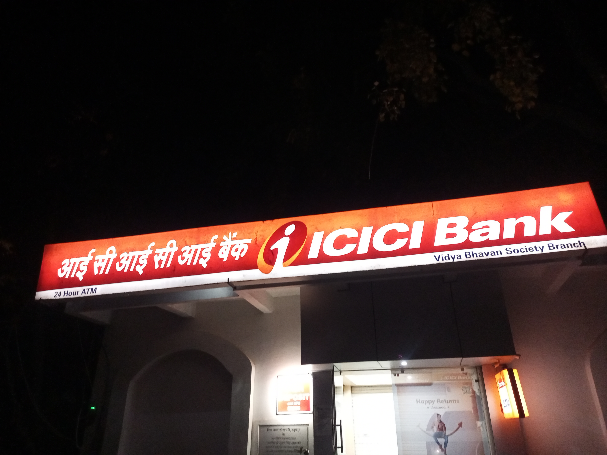 आई सी आई सी आई बैंक
ICICI Bank
24 Hour ATM
Vidya Bhavan Society Branch
Happy Returns